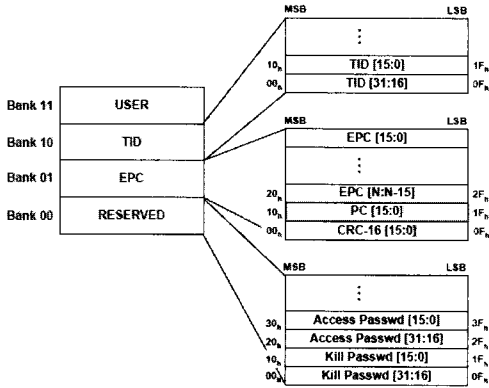 MSB LSB
⋮
10h TID [15:0] 1Fh
00h TID [31:16] 0Fh
Bank 11 USER
Bank 10 TID
Bank 01 EPC
Bank 00 RESERVED
MSB LSB
EPC [15:0]
⋮
20h EPC [N:N-15] 2Fh
10h PC [15:0] 1Fh
00h CRC-16 [15:0] 0Fh
MSB LSB
⋮
30h Access Passwd [15:0] 3Fh
20h Access Passwd [31:16] 2Fh
10h Kill Passwd [15:0] 1Fh
00h Kill Passwd [31:16] 0Fh